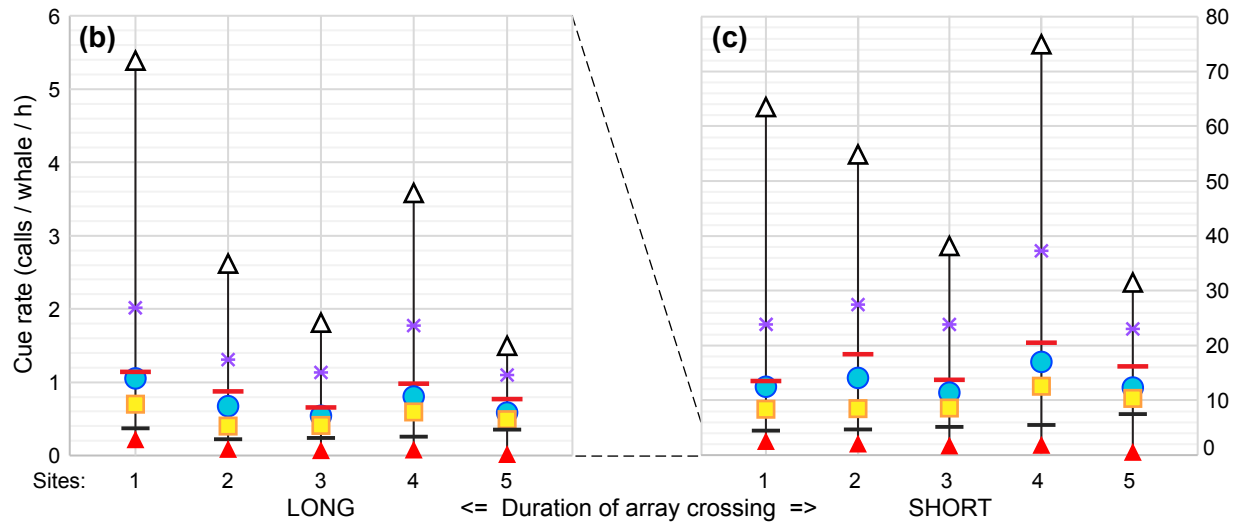 (b)
(c)
Cue rate (calls / whale / h)
6
5
4
3
2
1
0
80
70
60
50
40
30
20
10
0
Sites: 1 2 3 4 5
1 2 3 4 5
LONG <= Duration of array crossing => SHORT